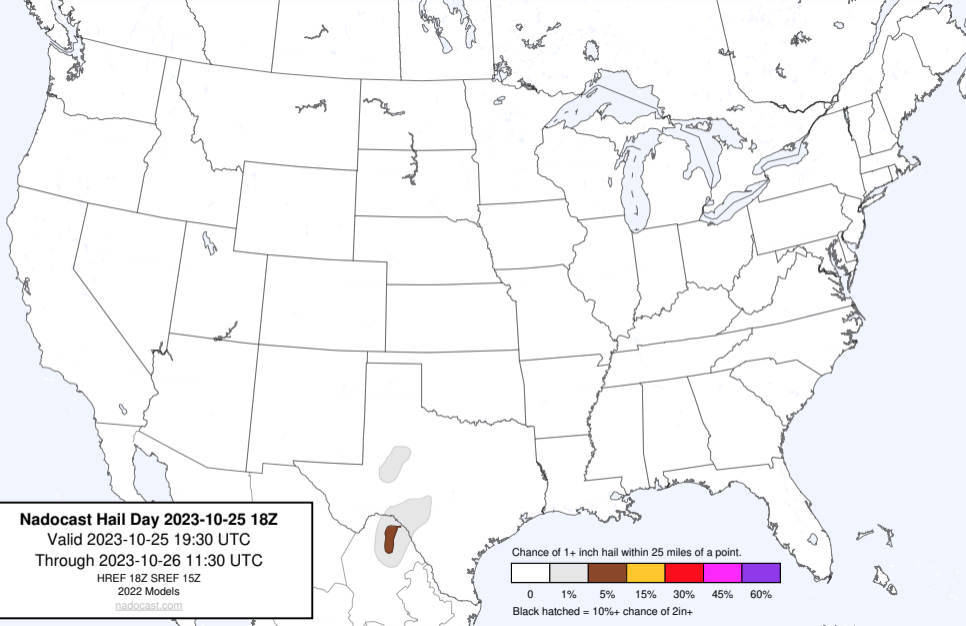 Nadocast Hail Day 2023-10-25 18Z
Valid 2023-10-25 19:30 UTC
Through 2023-10-26 11:30 UTC
HREF 18Z SREF 15Z
2022 Models
nadocast.com
Chance of 1+ inch hail within 25 miles of a point.
0 1% 5% 15% 30% 45% 60%
Black hatched = 10%+ chance of 2in+